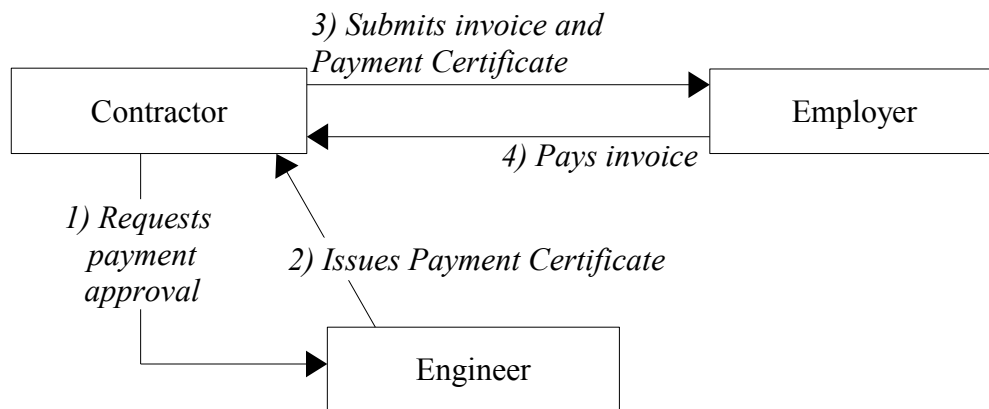 3) Submits invoice and
Payment Certificate
Contractor
Employer
4) Pays invoice
1) Requests
payment
approval
2) Issues Payment Certificate
Engineer